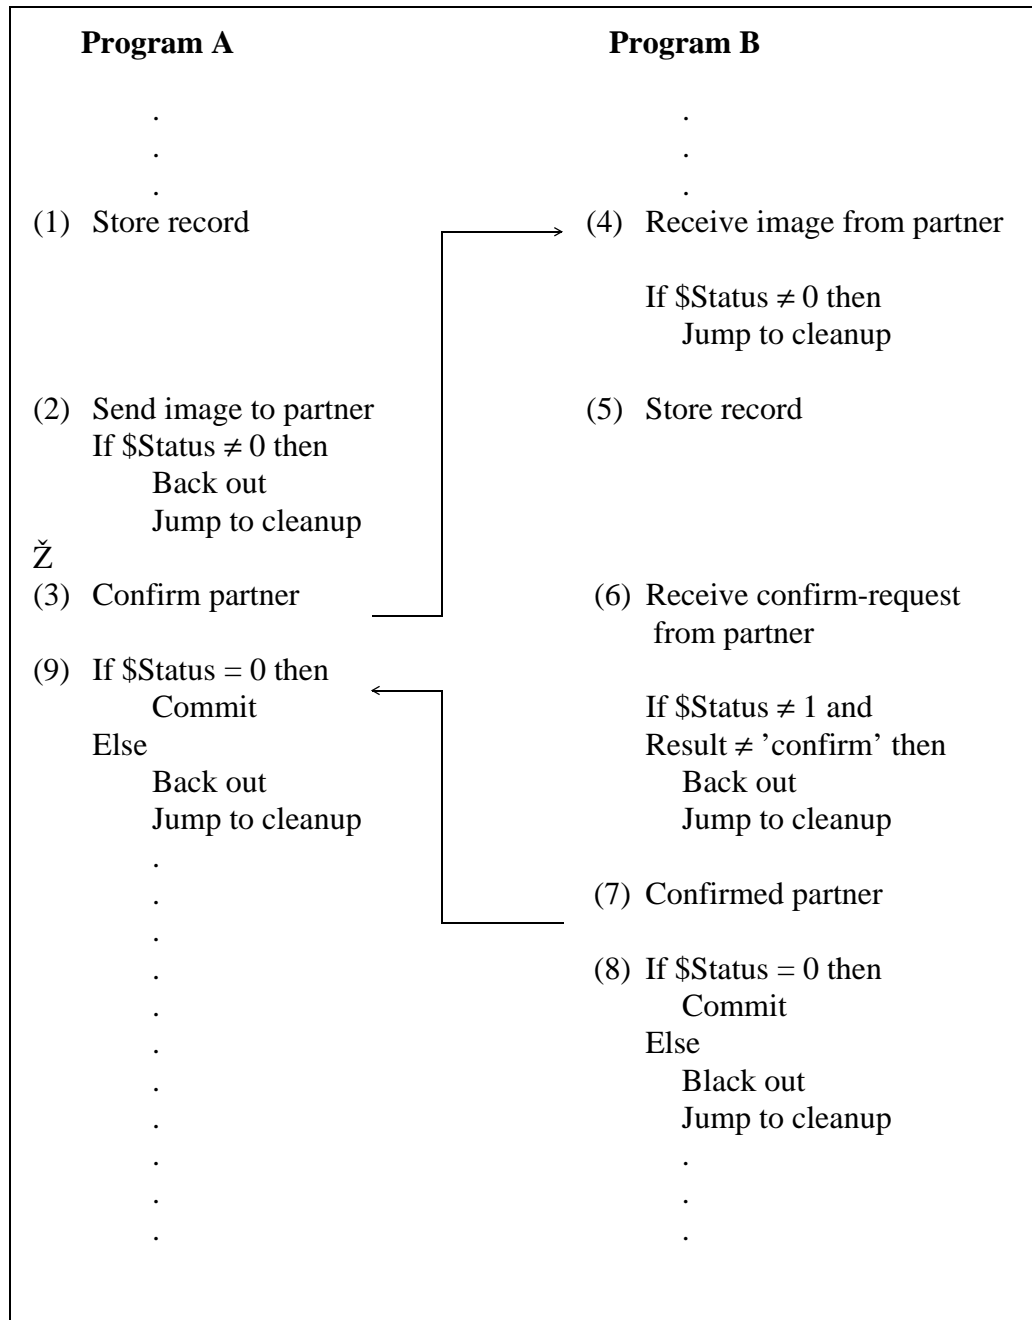 Program A
.
.
.
(1) Store record
(2) Send image to partner
If $Status ≠ 0 then
Back out
Jump to cleanup
Ž
(3) Confirm partner
(9) If $Status = 0 then
Commit
Else
Back out
Jump to cleanup
.
.
.
.
.
.
.
.
.
.
.
Program B
.
.
.
(4) Receive image from partner
If $Status ≠ 0 then
Jump to cleanup
(5) Store record
(6) Receive confirm-request
from partner
If $Status ≠ 1 and
Result ≠ ’confirm’ then
Back out
Jump to cleanup
(7) Confirmed partner
(8) If $Status = 0 then
Commit
Else
Black out
Jump to cleanup
.
.
.